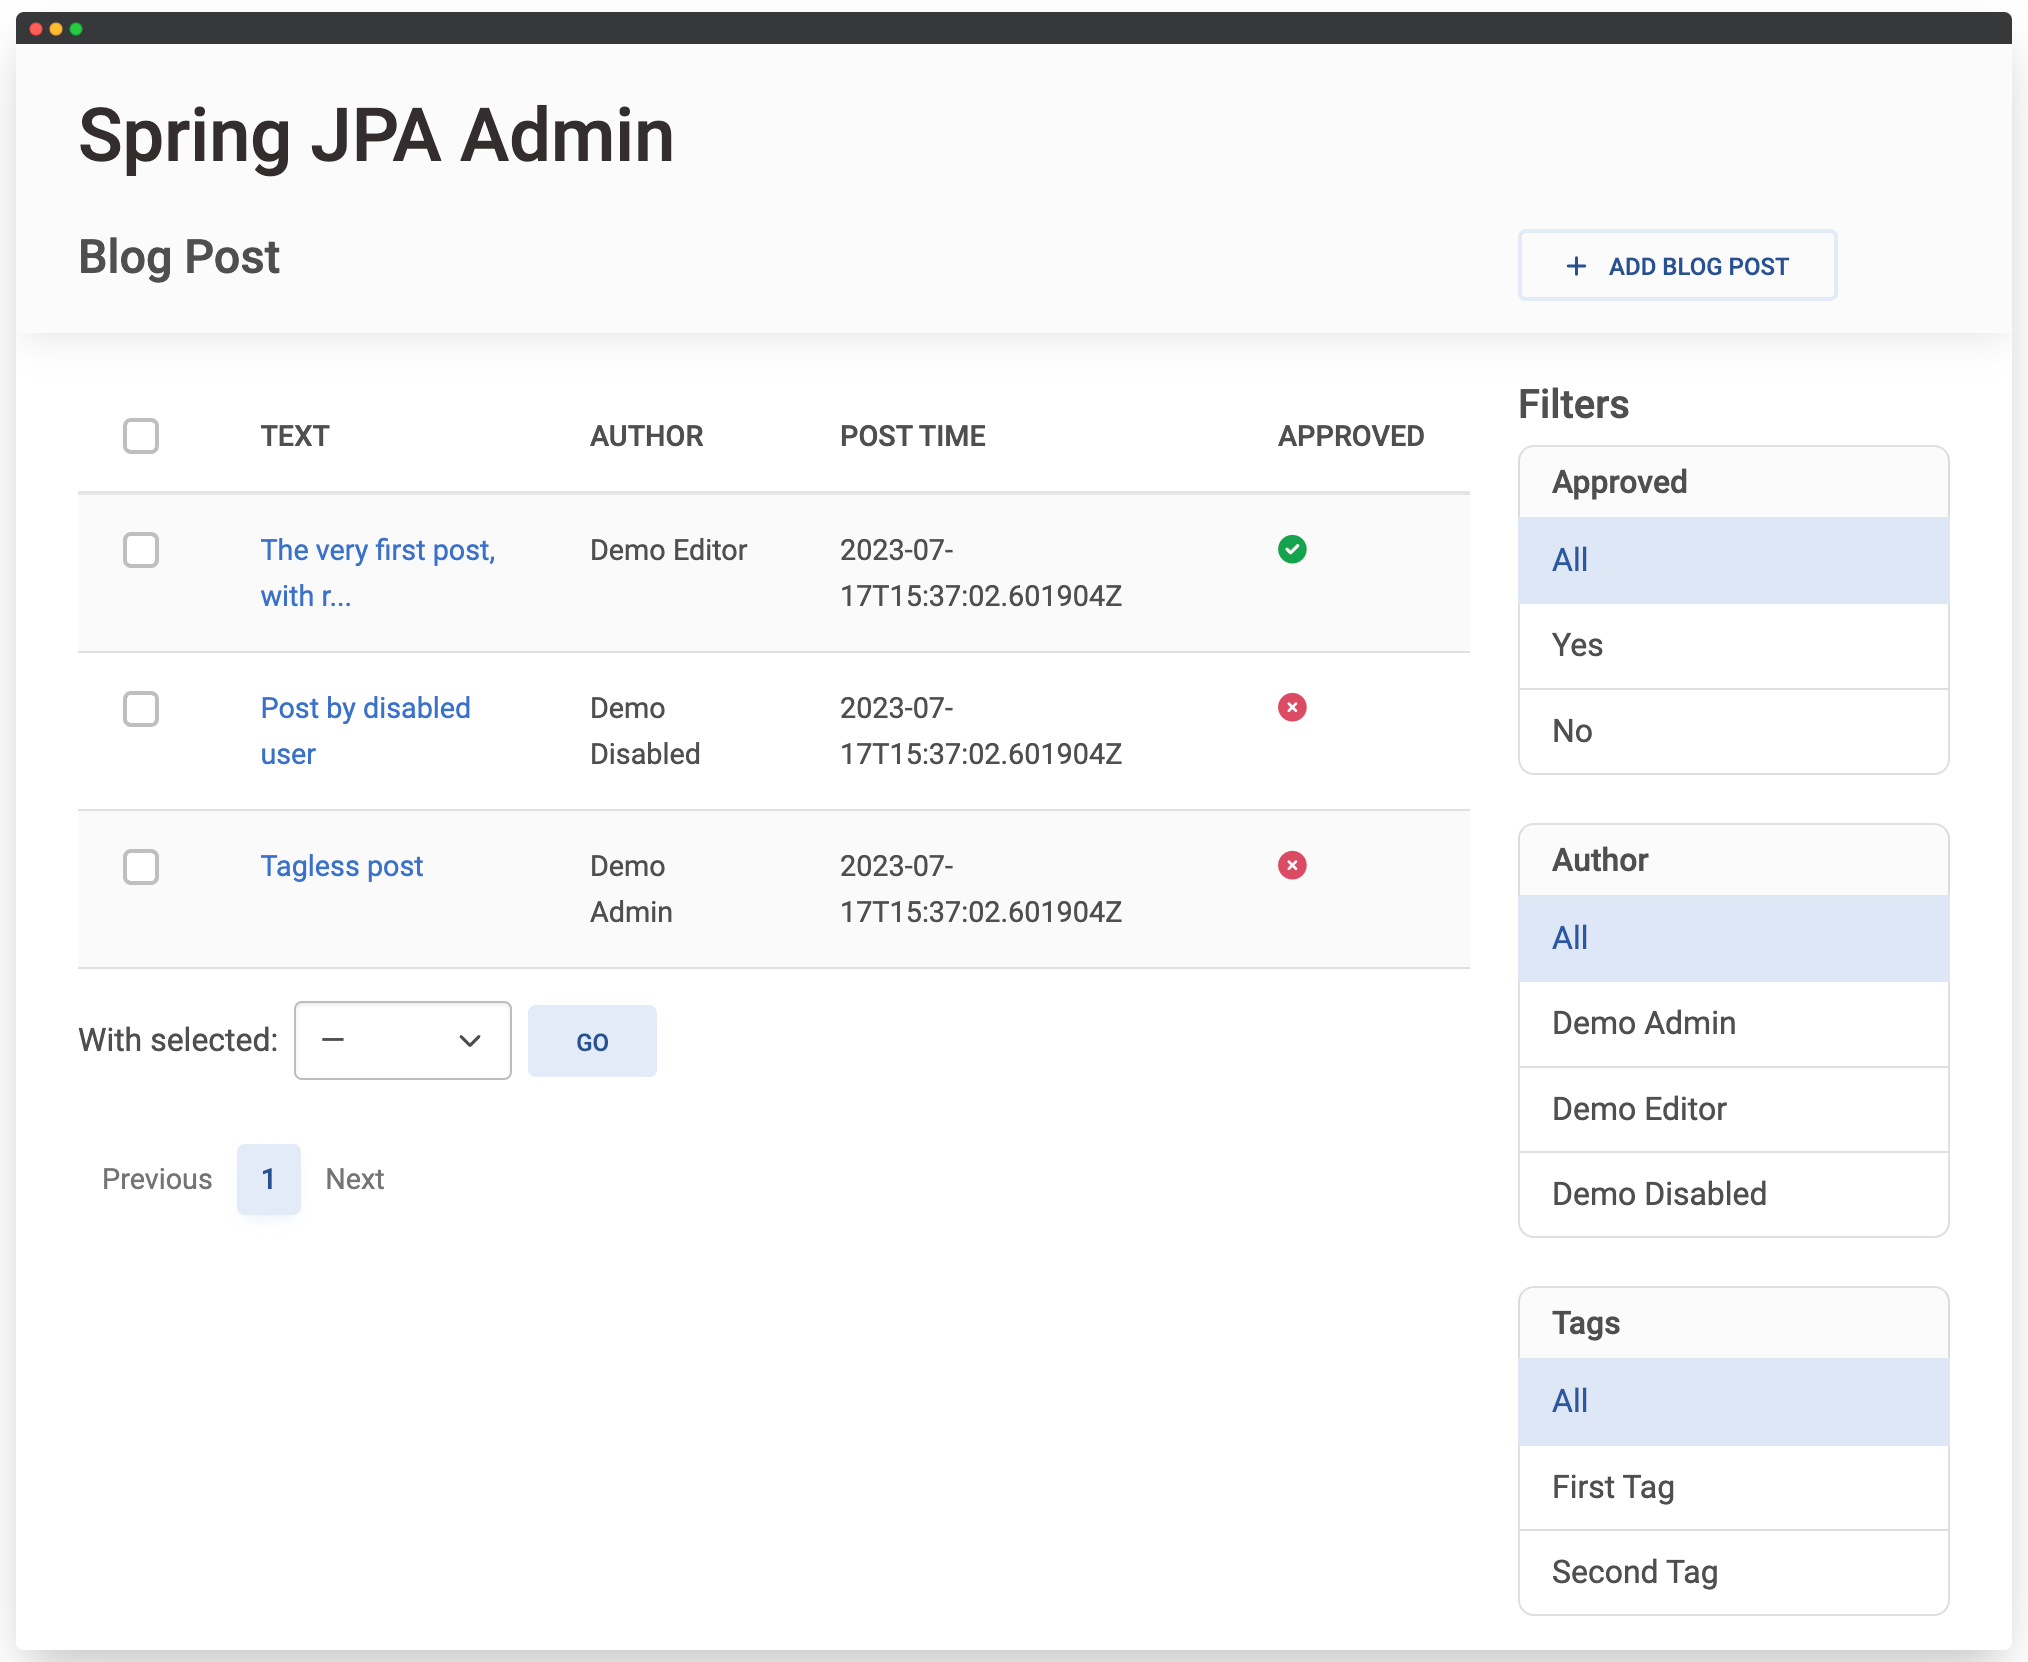 Spring JPA Admin
Blog Post
+ ADD BLOG POST
TEXT AUTHOR POST TIME APPROVED
The very first post,
with r...
Demo Editor
2023-07-
17T15:37:02.601904Z
Post by disabled
user
Demo
Disabled
2023-07-
17T15:37:02.601904Z
Tagless post
Demo
Admin
2023-07-
17T15:37:02.601904Z
With selected: — GO
Previous 1 Next
Filters
Approved
All
Yes
No
Author
All
Demo Admin
Demo Editor
Demo Disabled
Tags
All
First Tag
Second Tag